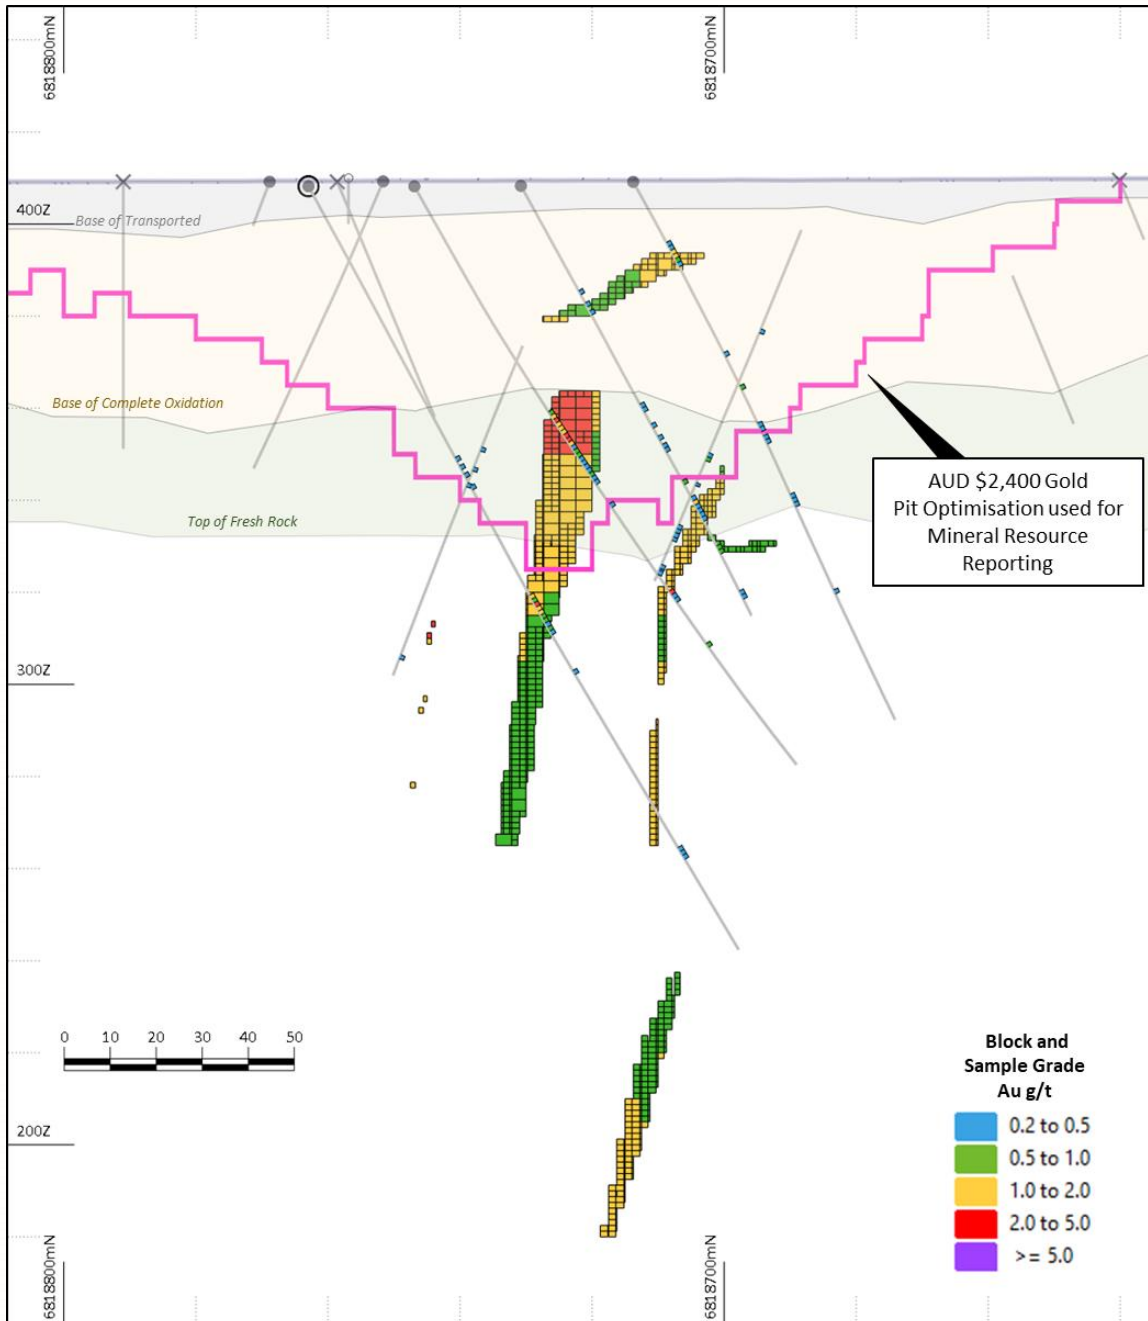 6818800mN
6818700mN
400Z
Base of Transported
Base of Complete Oxidation
AUD $2,400 Gold
Pit Optimisation used for
Mineral Resource
Reporting
Top of Fresh Rock
300Z
0 10 20 30 40 50
200Z
Block and
Sample Grade
Au g/t
0.2 to 0.5
0.5 to 1.0
1.0 to 2.0
2.0 to 5.0
>= 5.0
6818800mN
6818700mN